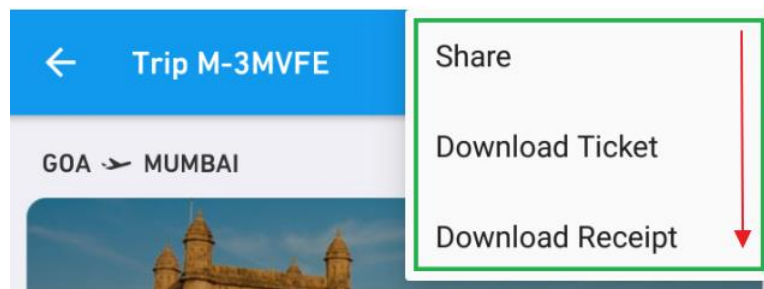 Trip M-3MVFE
GOA MUMBAI
Share
Download Ticket
Download Receipt